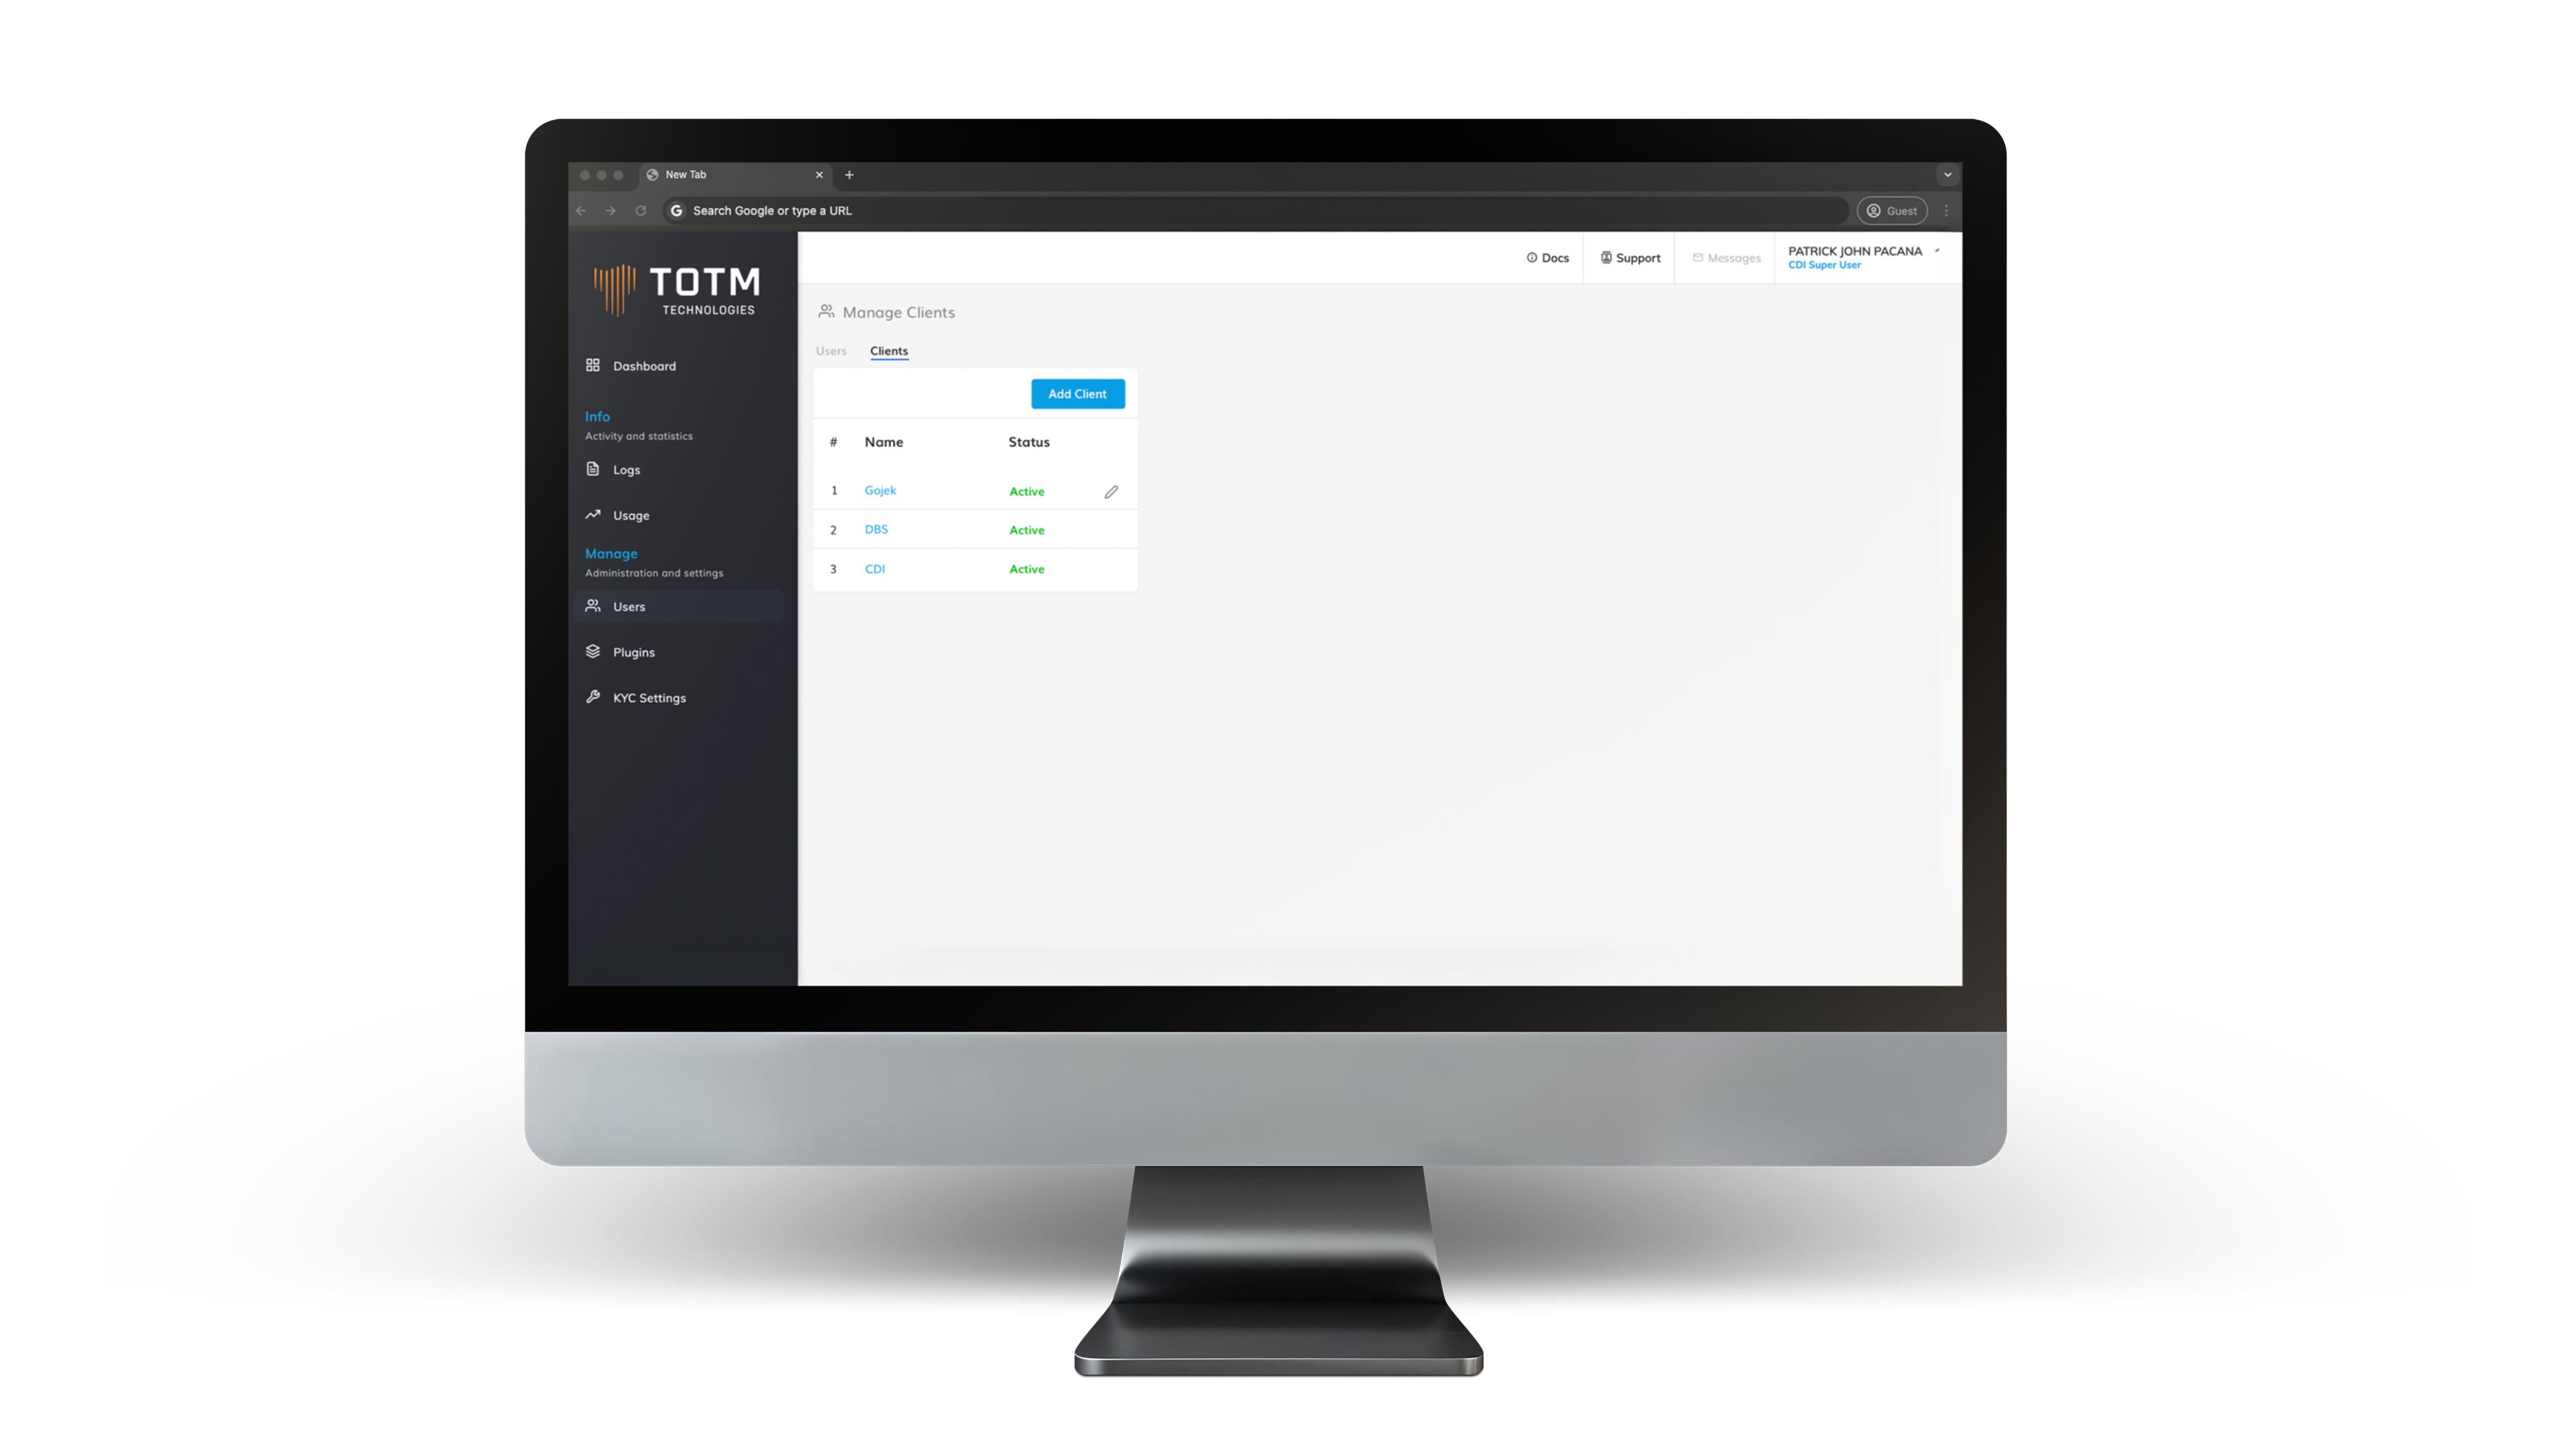 New Tab
Search Google or type a URL
Guest
TOTM
TECHNOLOGIES
Dashboard
Info
Activity and statistics
Logs
Usage
Manage
Administration and settings
Users
Plugins
KYC Settings
Docs
Support
Messages
PATRICK JOHN PACANA
CDI Super User
Manage Clients
Users Clients
Add Client
# Name Status
1 Gojek Active
2 DBS Active
3 CDI Active